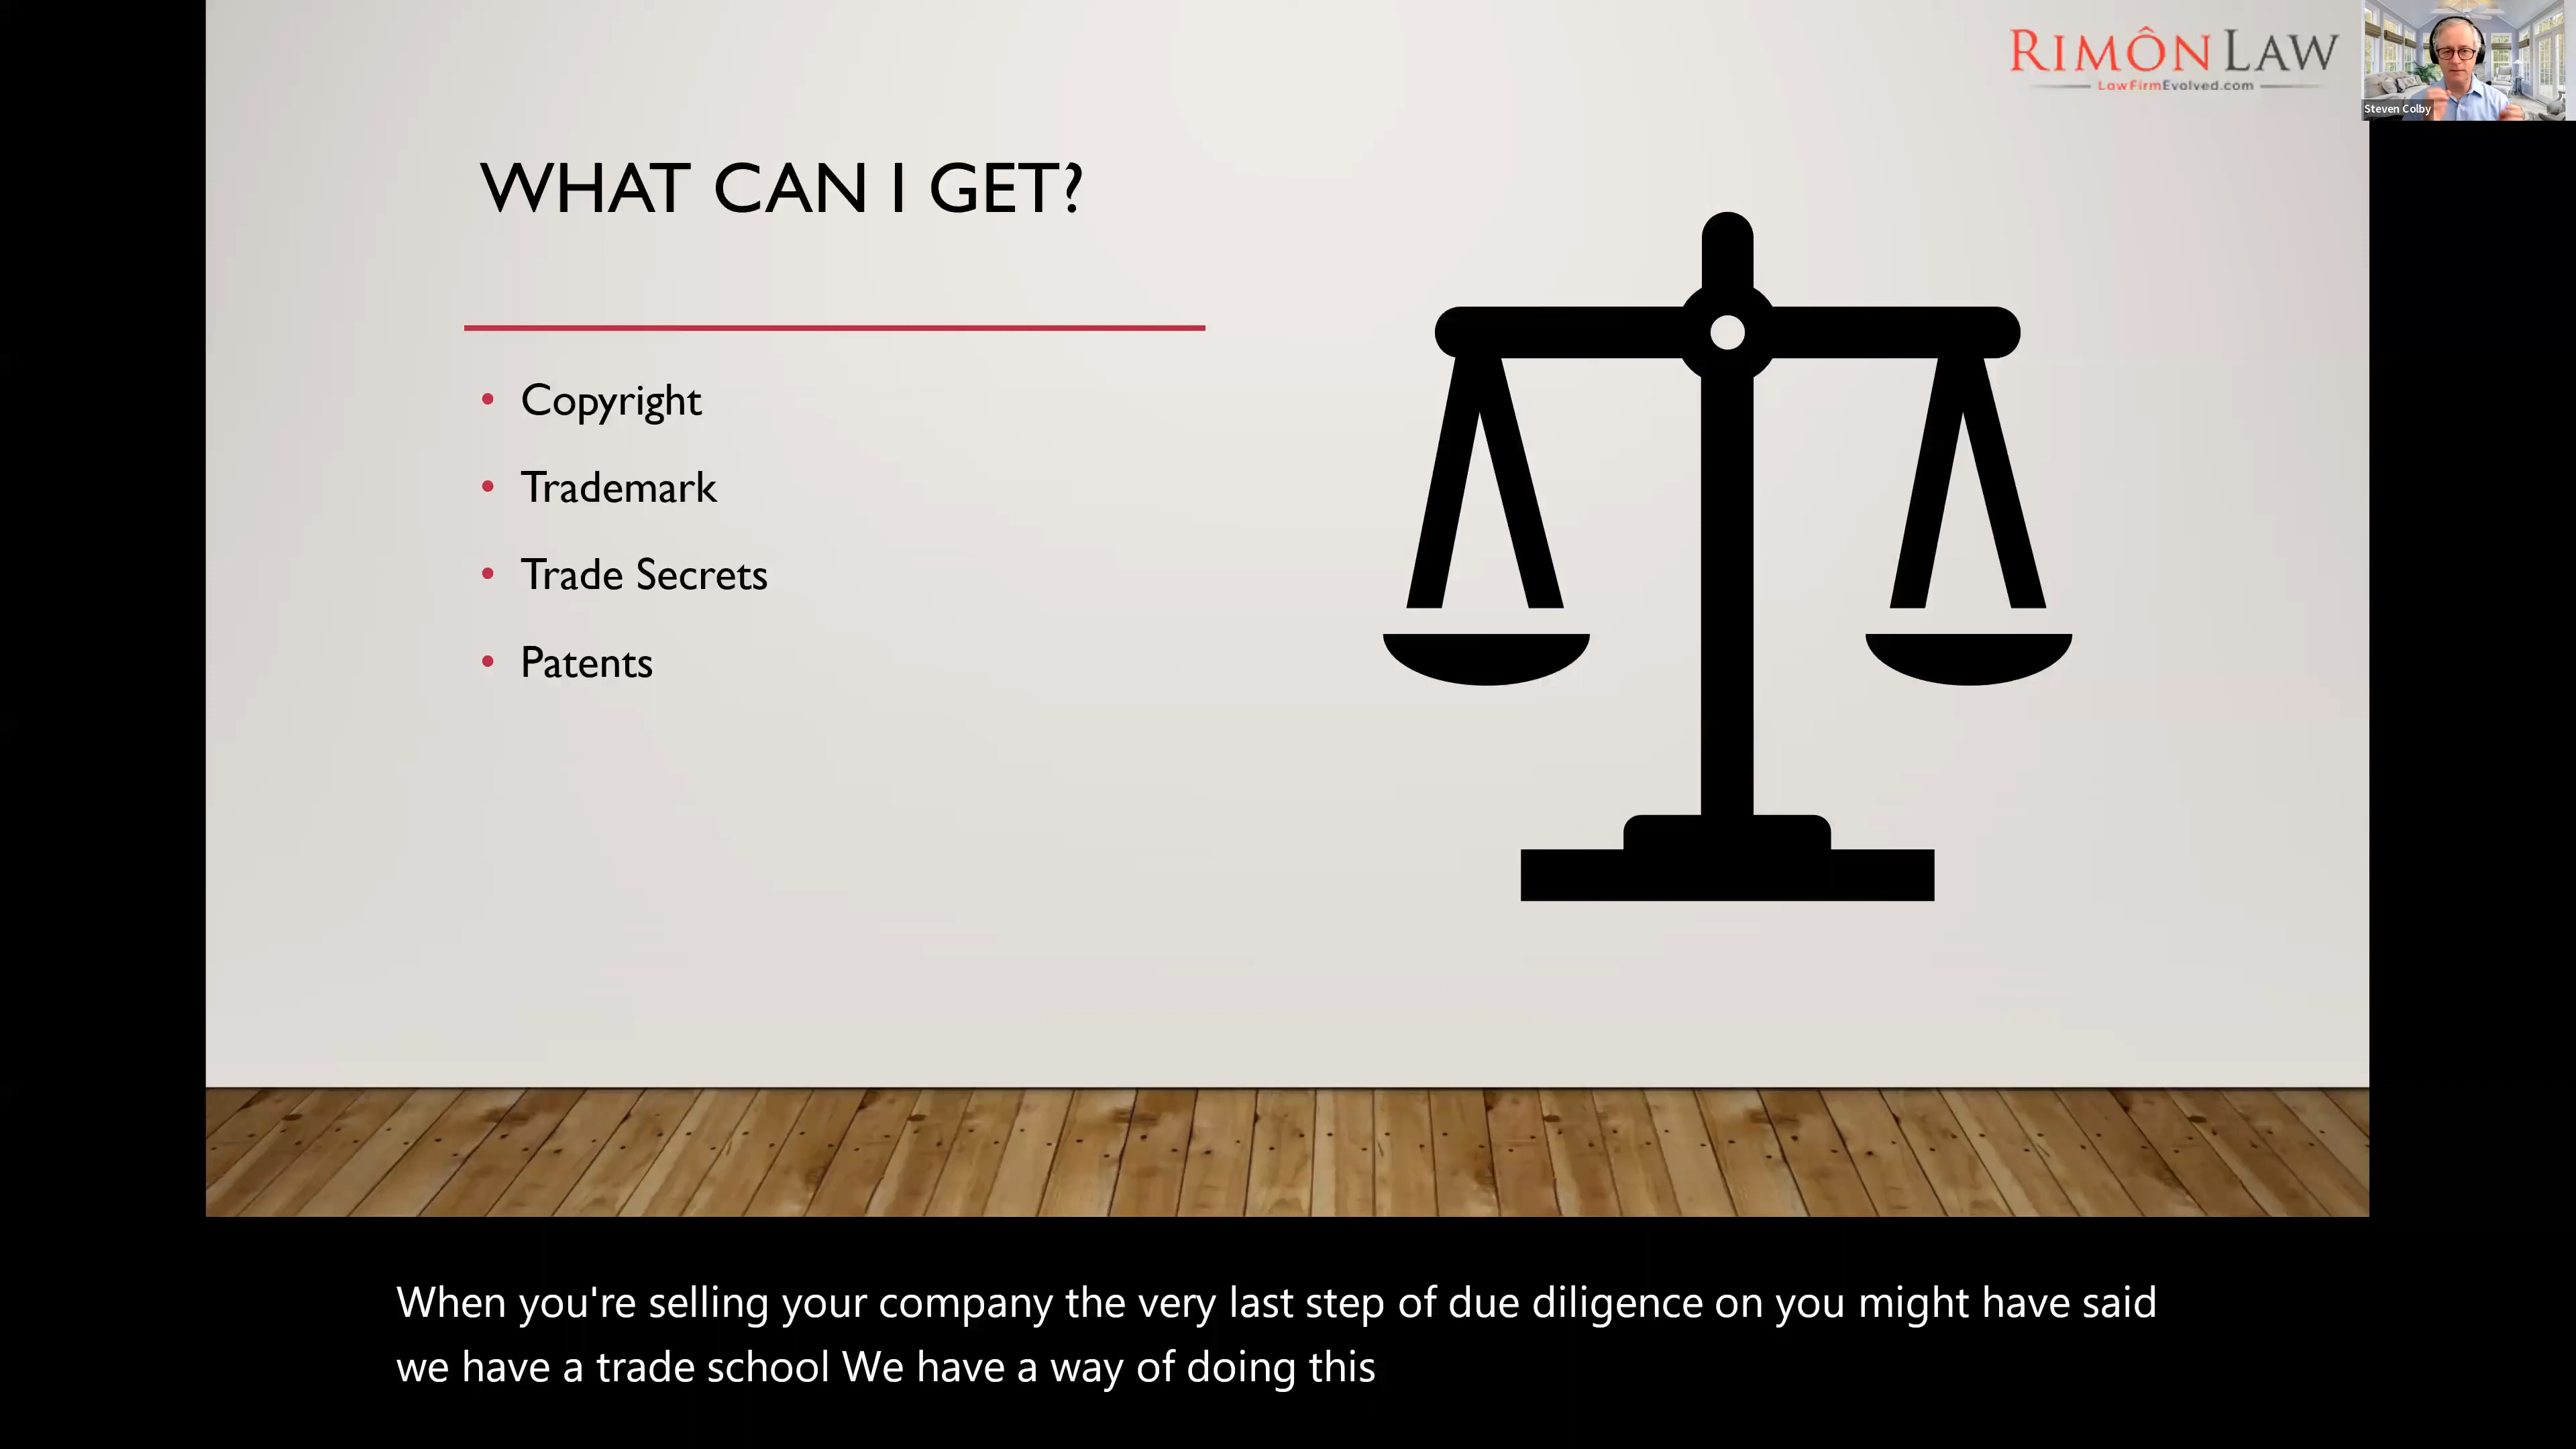 RIMÔN LAW
LawFirmEvolved.com
Steven Colby
WHAT CAN I GET?
• Copyright
• Trademark
• Trade Secrets
• Patents
When you're selling your company the very last step of due diligence on you might have said
we have a trade school We have a way of doing this